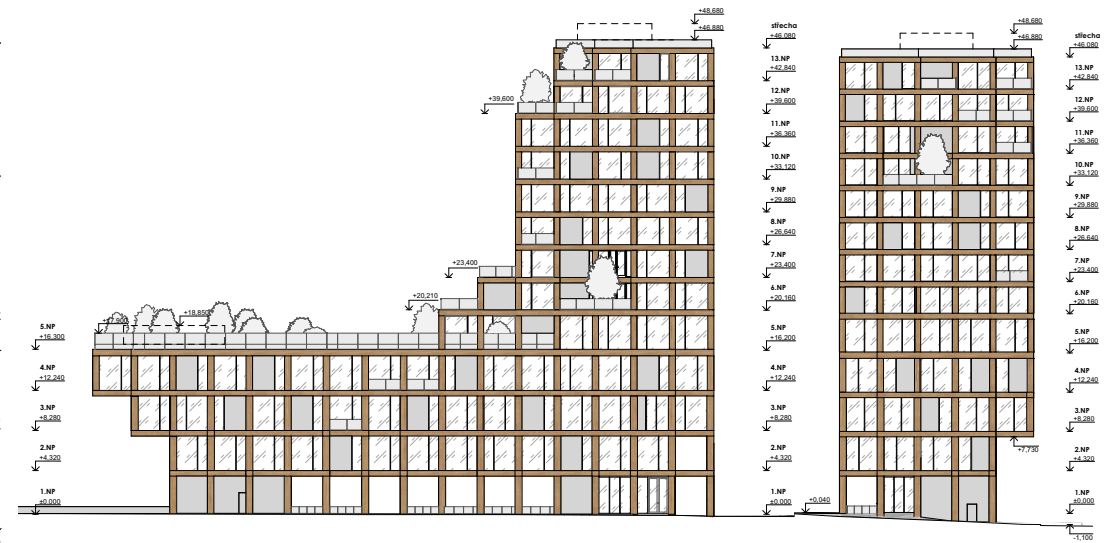 +48,680
+46,880
střecha
+46,080
13.NP
+42,840
12.NP
+39,600
11.NP
+36,360
10.NP
+33,120
9.NP
+29,880
8.NP
+26,640
7.NP
+23,400
6.NP
+20,160
5.NP
+16,200
4.NP
+12,240
3.NP
+8,280
2.NP
+4,320
1.NP
±0,000
+39,600
+23,400
+20,210
+18,850
+17,900
5.NP
+16,300
4.NP
+12,240
3.NP
+8,280
2.NP
+4,320
1.NP
±0,000
+48,680
+46,880
střecha
+46,080
13.NP
+42,840
12.NP
+39,600
11.NP
+36,360
10.NP
+33,120
9.NP
+29,880
8.NP
+26,640
7.NP
+23,400
6.NP
+20,160
5.NP
+16,200
4.NP
+12,240
3.NP
+8,280
+7,730
2.NP
+4,320
1.NP
±0,000
+0,040
-1,100